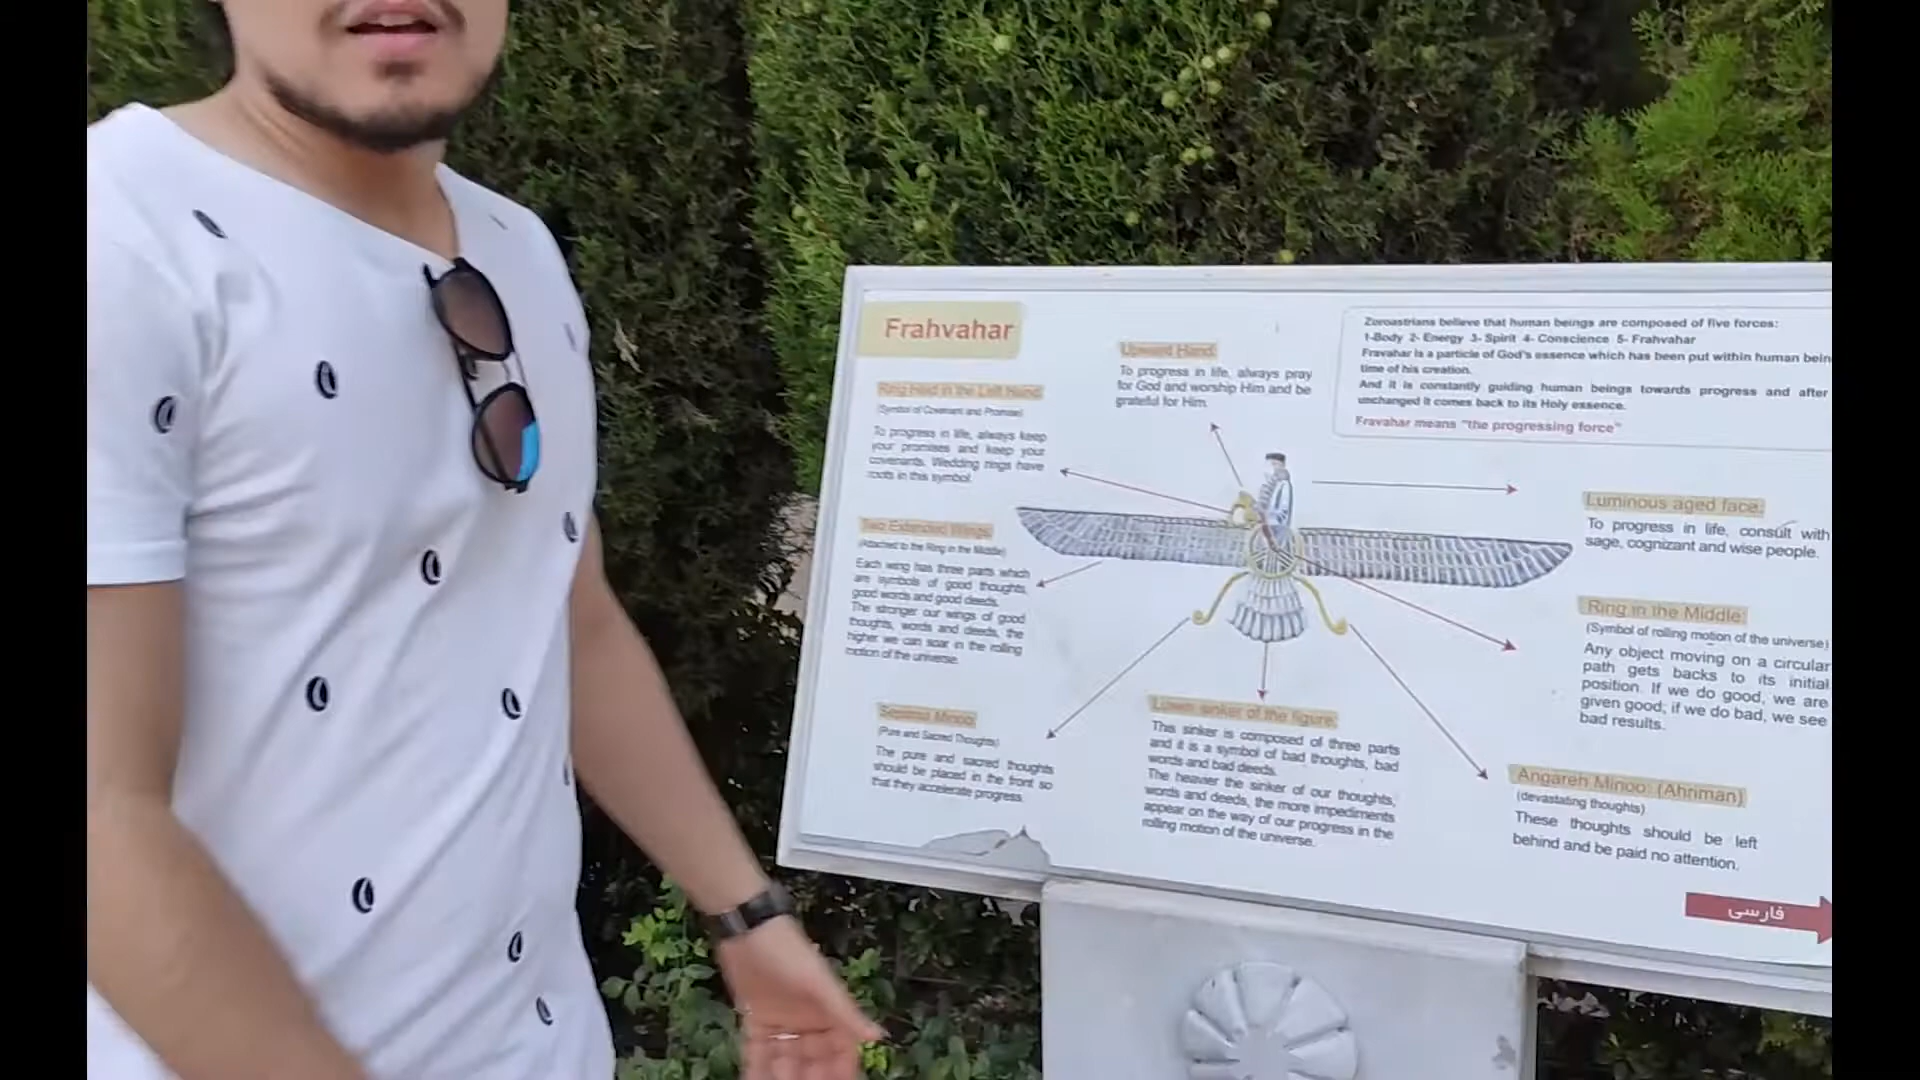 Frahvahar
Zoroastrians believe that human beings are composed of five forces:
1-Body 2- Energy 3- Spirit 4- Conscience 5- Frahvahar
Fravahar is a particle of God's essence which has been put within human bein
time of his creation.
And it is constantly guiding human beings towards progress and after
unchanged it comes back to its Holy essence.
Fravahar means "the progressing force"
Upward Hand:
To progress in life, always pray
for God and worship Him and be
grateful for Him.
Ring Held in the Left Hand:
(Symbol of Covenant and Promise)
To progress in life, always keep
your promises and keep your
covenants. Wedding rings have
roots in this symbol.
Two Extended Wings:
(Attached to the Ring in the Middle)
Each wing has three parts which
are symbols of good thoughts,
good words and good deeds.
The stronger our wings of good
thoughts, words and deeds, the
higher we can soar in the rolling
motion of the universe.
Minoo:
(Pure and Sacred Thoughts)
The pure and sacred thoughts
should be placed in the front so
that they accelerate progress.
sinker of the figure:
This sinker is composed of three parts
and it is a symbol of bad thoughts, bad
words and bad deeds.
The heavier the sinker of our thoughts,
words and deeds, the more impediments
appear on the way of our progress in the
rolling motion of the universe.
Luminous aged face:
To progress in life, consult with
sage, cognizant and wise people.
Ring in the Middle:
(Symbol of rolling motion of the universe)
Any object moving on a circular
path gets backs to its initial
position. If we do good, we are
given good; if we do bad, we see
bad results.
Angareh Minoo: (Ahriman)
(devastating thoughts)
These thoughts should be left
behind and be paid no attention.
فارسی